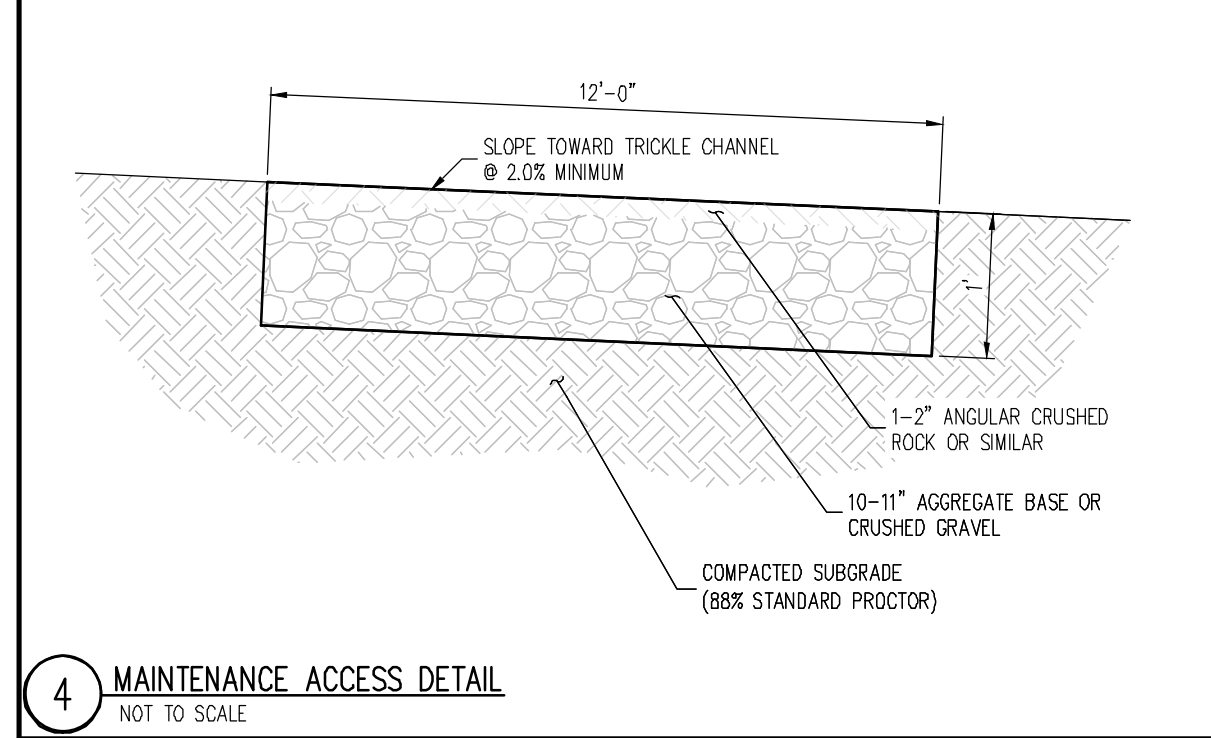 12'-0"
SLOPE TOWARD TRICKLE CHANNEL
@ 2.0% MINIMUM
1'
1-2" ANGULAR CRUSHED
ROCK OR SIMILAR
10-11" AGGREGATE BASE OR
CRUSHED GRAVEL
COMPACTED SUBGRADE
(88% STANDARD PROCTOR)
4
MAINTENANCE ACCESS DETAIL
NOT TO SCALE